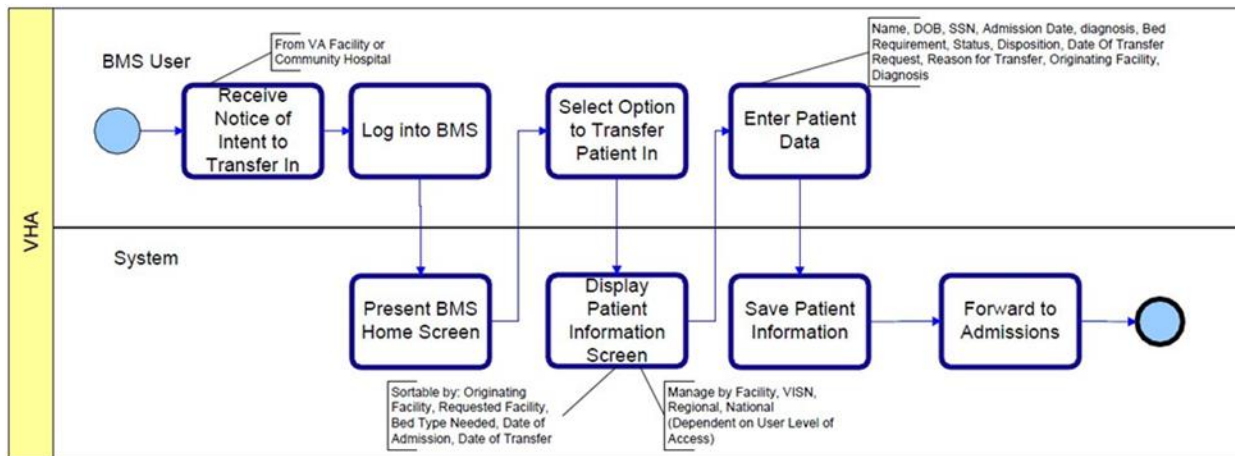 VHA
BMS User
From VA Facility or
Community Hospital
Receive
Notice of
Intent to
Transfer In
Log into BMS
Select Option
to Transfer
Patient In
Name, DOB, SSN, Admission Date, diagnosis, Bed
Requirement, Status, Disposition, Date Of Transfer
Request, Reason for Transfer, Originating Facility,
Diagnosis
Enter Patient
Data
System
Present BMS
Home Screen
Display
Patient
Information
Screen
Save Patient
Information
Forward to
Admissions
Sortable by: Originating
Facility, Requested Facility,
Bed Type Needed, Date of
Admission, Date of Transfer
Manage by Facility, VISN,
Regional, National
(Dependent on User Level of
Access)